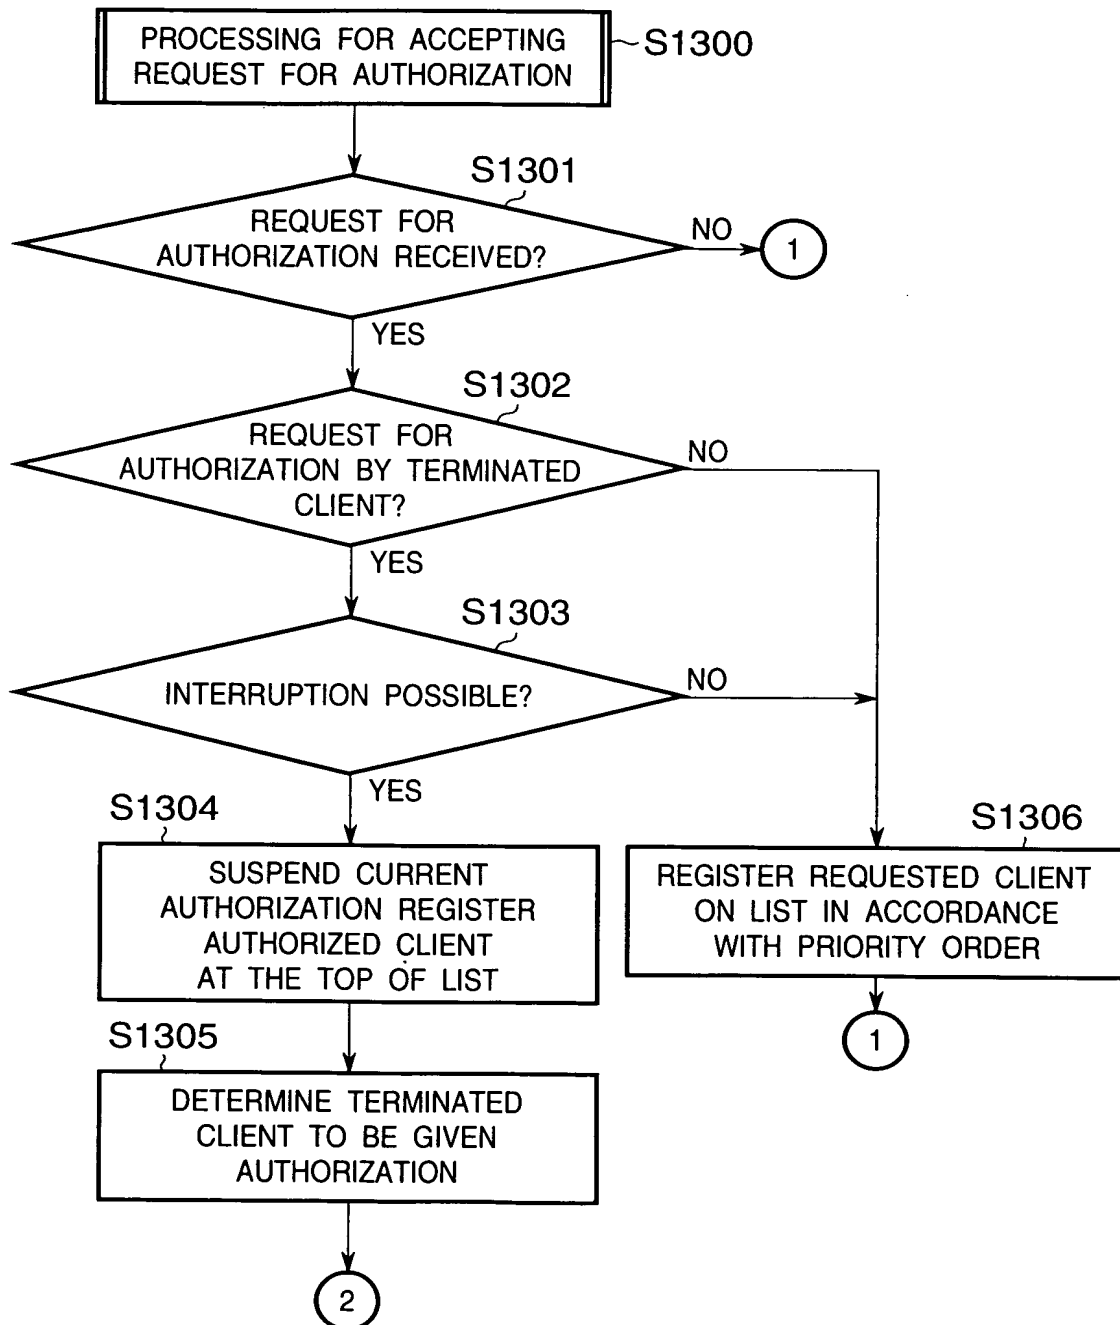 PROCESSING FOR ACCEPTING
REQUEST FOR AUTHORIZATION
S1300
S1301
REQUEST FOR
AUTHORIZATION RECEIVED?
NO
1
YES
S1302
REQUEST FOR
AUTHORIZATION BY TERMINATED
CLIENT?
NO
YES
S1303
INTERRUPTION POSSIBLE?
NO
YES
S1304
SUSPEND CURRENT
AUTHORIZATION REGISTER
AUTHORIZED CLIENT
AT THE TOP OF LIST
S1306
REGISTER REQUESTED CLIENT
ON LIST IN ACCORDANCE
WITH PRIORITY ORDER
1
S1305
DETERMINE TERMINATED
CLIENT TO BE GIVEN
AUTHORIZATION
2